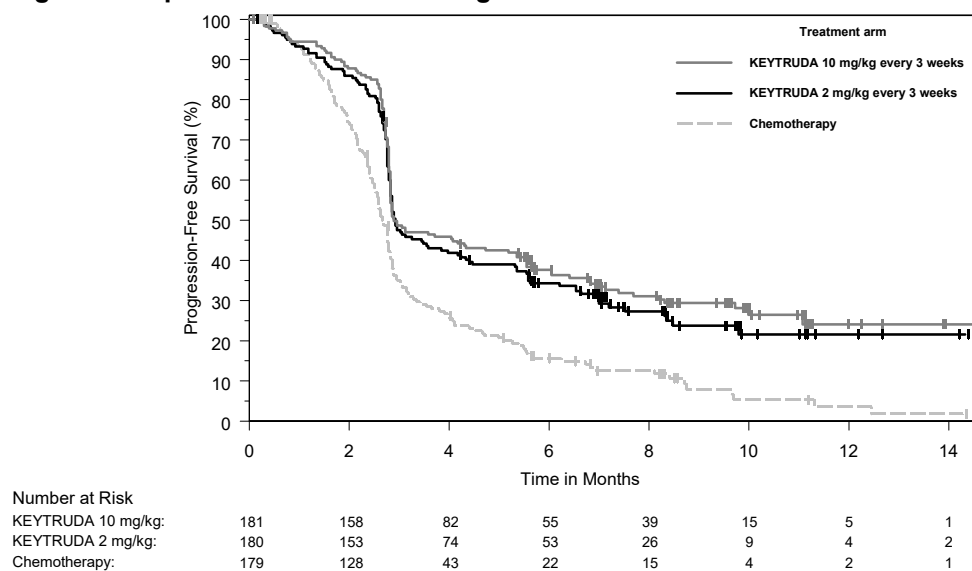 Treatment arm
KEYTRUDA 10 mg/kg every 3 weeks
KEYTRUDA 2 mg/kg every 3 weeks
Chemotherapy
Progression-Free Survival (%)
100
90
80
70
60
50
40
30
20
10
0
0 2 4 6 8 10 12 14
Time in Months
Number at Risk
KEYTRUDA 10 mg/kg: 181 158 82 55 39 15 5 1
KEYTRUDA 2 mg/kg: 180 153 74 53 26 9 4 2
Chemotherapy: 179 128 43 22 15 4 2 1